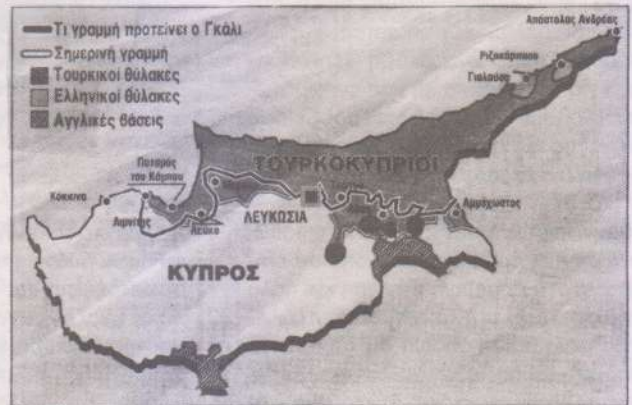 Τι γραμμή προτείνει ο Γκάλι
Σημερινή γραμμή
Τουρκικοί θύλακες
Ελληνικοί θύλακες
Αγγλικές βάσεις
Απόστολος Ανδρέας
Ριζοκάρπασο
Γιαλούσα
ΤΟΥΡΚΟΚΥΠΡΙΟΙ
Ποταμός
του Κάμπου
Κόκκινα
Λιμνίτης
Λεύκα
ΛΕΥΚΩΣΙΑ
Αμμόχωστος
ΚΥΠΡΟΣ